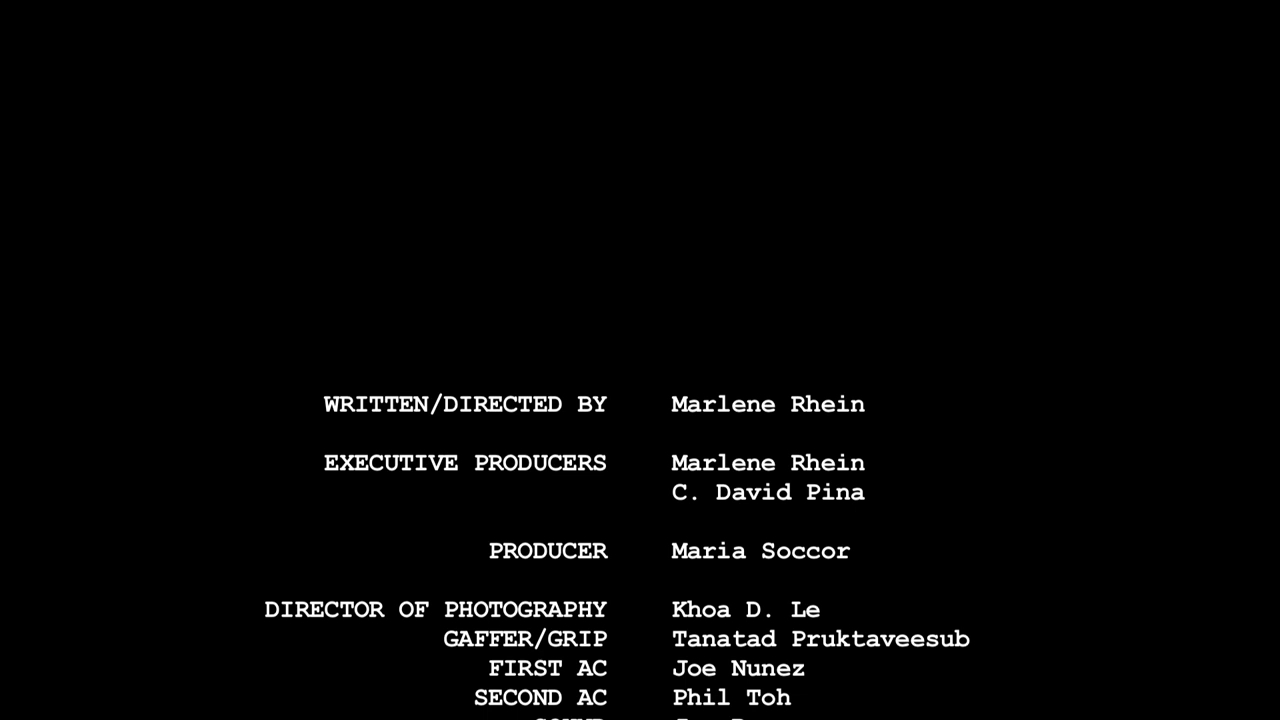 WRITTEN/DIRECTED BY Marlene Rhein
EXECUTIVE PRODUCERS Marlene Rhein
C. David Pina
PRODUCER Maria Soccor
DIRECTOR OF PHOTOGRAPHY Khoa D. Le
GAFFER/GRIP Tanatad Pruktaveesub
FIRST AC Joe Nunez
SECOND AC Phil Toh